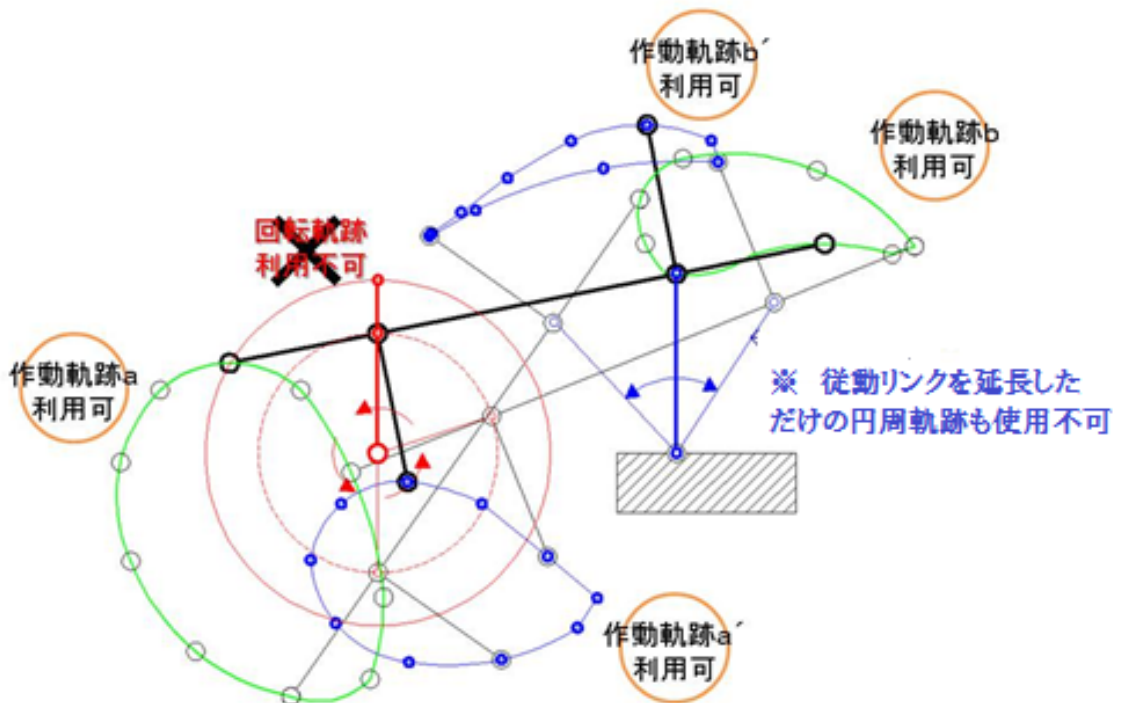 作動軌跡b´
利用可
作動軌跡b
利用可
回転軌跡
利用不可
作動軌跡a
利用可
※　従動リンクを延長した
だけの円周軌跡も使用不可
作動軌跡a´
利用可